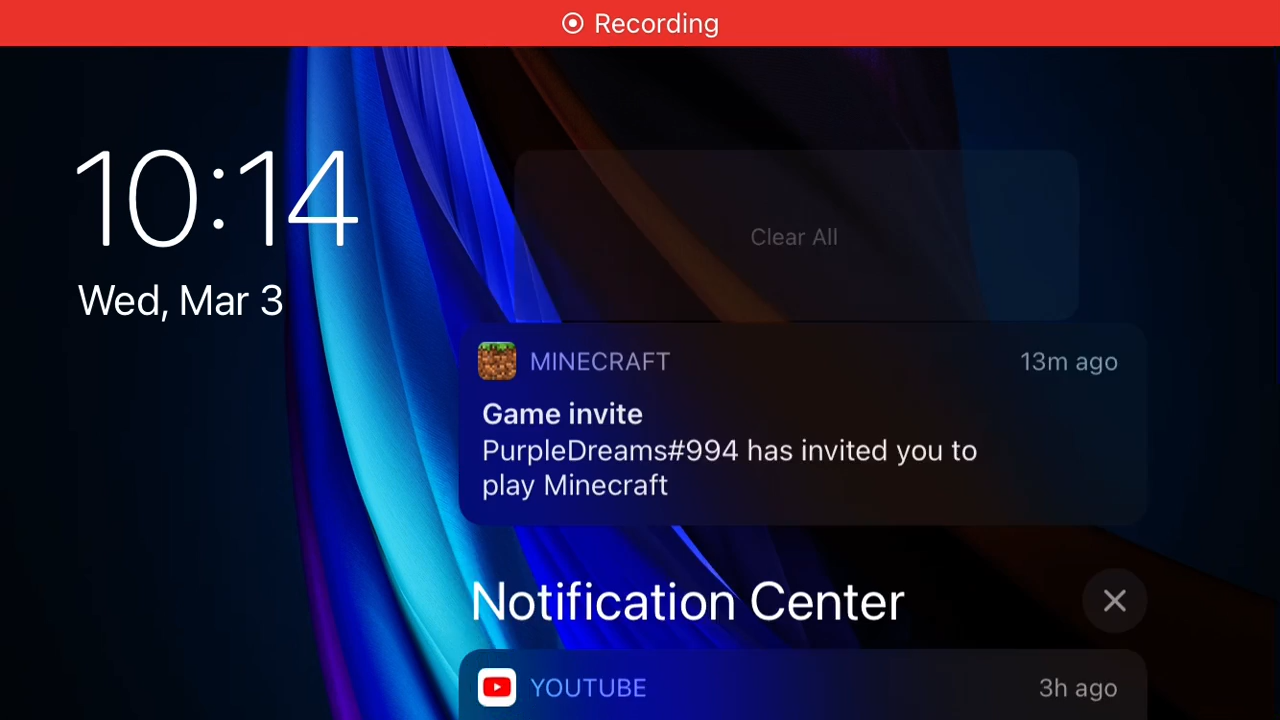 Recording
10:14
Wed, Mar 3
Clear All
MINECRAFT
13m ago
Game invite
PurpleDreams#994 has invited you to
play Minecraft
Notification Center
YOUTUBE
3h ago